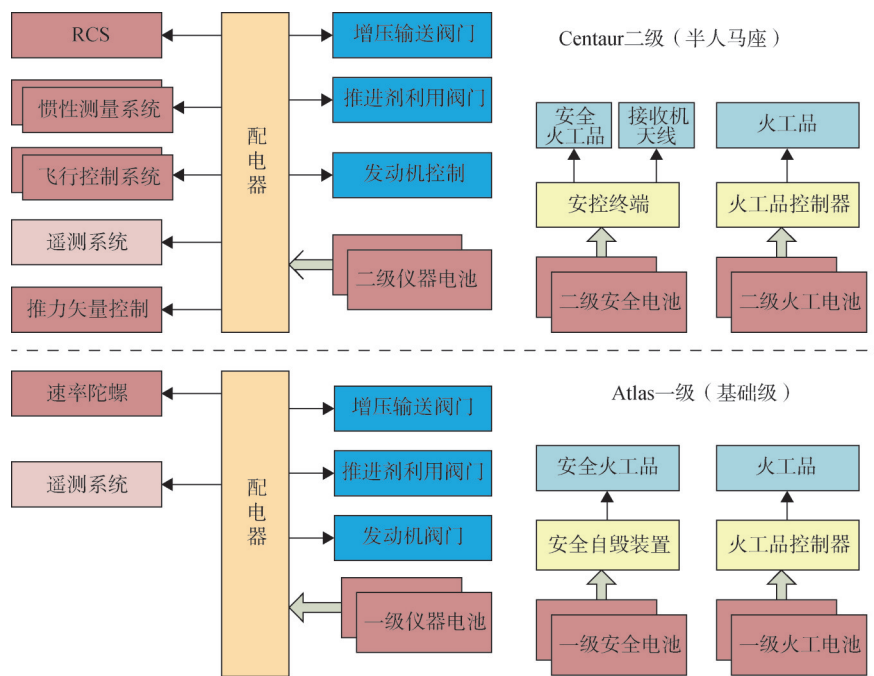 Centaur二级（半人马座）
RCS
惯性测量系统
飞行控制系统
遥测系统
推力矢量控制
配
电
器
增压输送阀门
推进剂利用阀门
发动机控制
二级仪器电池
安全
火工品
接收机
天线
火工品
安控终端
火工品控制器
二级安全电池
二级火工电池
Atlas一级（基础级）
速率陀螺
遥测系统
配
电
器
增压输送阀门
推进剂利用阀门
发动机阀门
一级仪器电池
安全火工品
火工品
安全自毁装置
火工品控制器
一级安全电池
一级火工电池